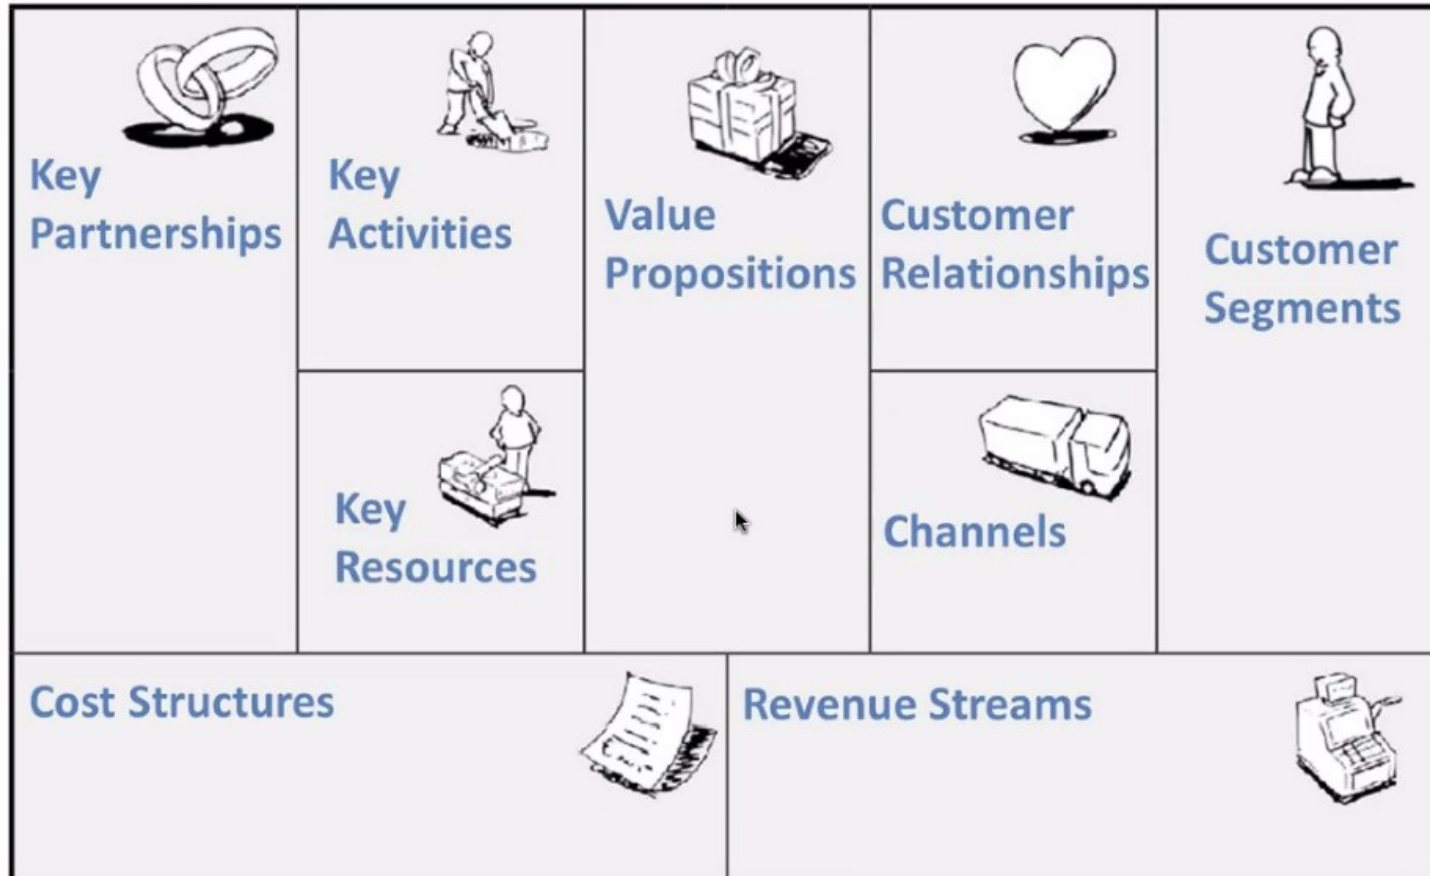 Key
Partnerships
Key
Activities
Key
Resources
Value
Propositions
Customer
Relationships
Channels
Customer
Segments
Cost Structures
Revenue Streams